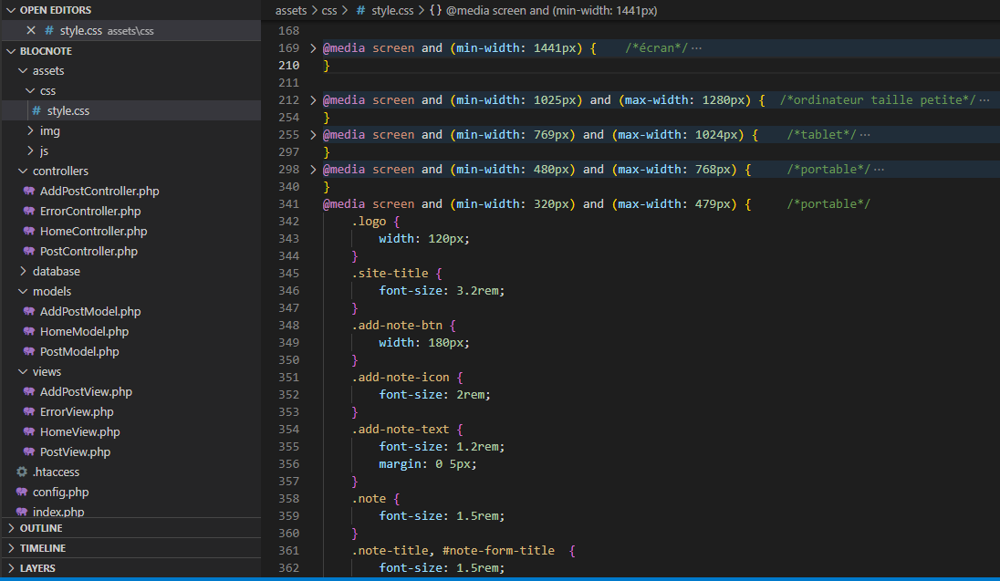 OPEN EDITORS
style.css assets\css
BLOCNOTE
assets
css
style.css
img
js
controllers
AddPostController.php
ErrorController.php
HomeController.php
PostController.php
database
models
AddPostModel.php
HomeModel.php
PostModel.php
views
AddPostView.php
ErrorView.php
HomeView.php
PostView.php
.htaccess
config.php
index.php
OUTLINE
TIMELINE
LAYERS
assets > css > # style.css > {} @media screen and (min-width: 1441px)
168
169 @media screen and (min-width: 1441px) { /*écran*/ ···
210 }
211
212 @media screen and (min-width: 1025px) and (max-width: 1280px) { /*ordinateur taille petite*/ ···
254 }
255 @media screen and (min-width: 769px) and (max-width: 1024px) { /*tablet*/ ···
297 }
298 @media screen and (min-width: 480px) and (max-width: 768px) { /*portable*/ ···
340 }
341 @media screen and (min-width: 320px) and (max-width: 479px) { /*portable*/
342 .logo {
343 width: 120px;
344 }
345 .site-title {
346 font-size: 3.2rem;
347 }
348 .add-note-btn {
349 width: 180px;
350 }
351 .add-note-icon {
352 font-size: 2rem;
353 }
354 .add-note-text {
355 font-size: 1.2rem;
356 margin: 0 5px;
357 }
358 .note {
359 font-size: 1.5rem;
360 }
361 .note-title, #note-form-title {
362 font-size: 1.5rem;